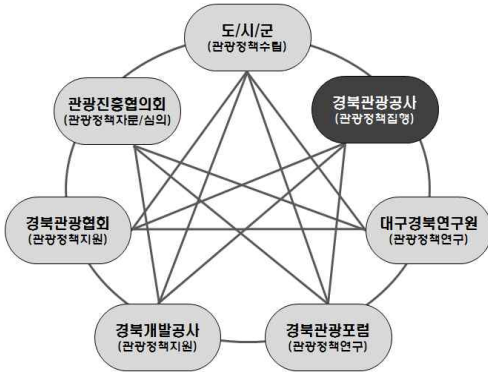 도/시/군
(관광정책수립)
관광진흥협의회
(관광정책자문/심의)
경북관광공사
(관광정책집행)
경북관광협회
(관광정책지원)
대구경북연구원
(관광정책연구)
경북개발공사
(관광정책지원)
경북관광포럼
(관광정책연구)